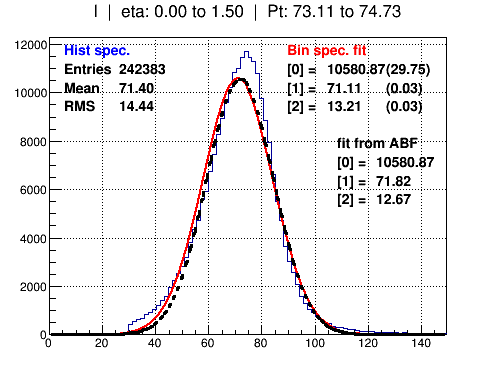 I | eta: 0.00 to 1.50 | Pt: 73.11 to 74.73
Hist spec.
Entries 242383
Mean 71.40
RMS 14.44
Bin spec. fit
[0] = 10580.87(29.75)
[1] = 71.11 (0.03)
[2] = 13.21 (0.03)
fit from ABF
[0] = 10580.87
[1] = 71.82
[2] = 12.67
12000
10000
8000
6000
4000
2000
0
0 20 40 60 80 100 120 140